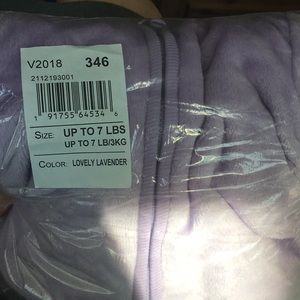 V2018 346
2112193001
1 91755 64534 6
SIZE: UP TO 7 LBS
UP TO 7 LB/3KG
COLOR: LOVELY LAVENDER